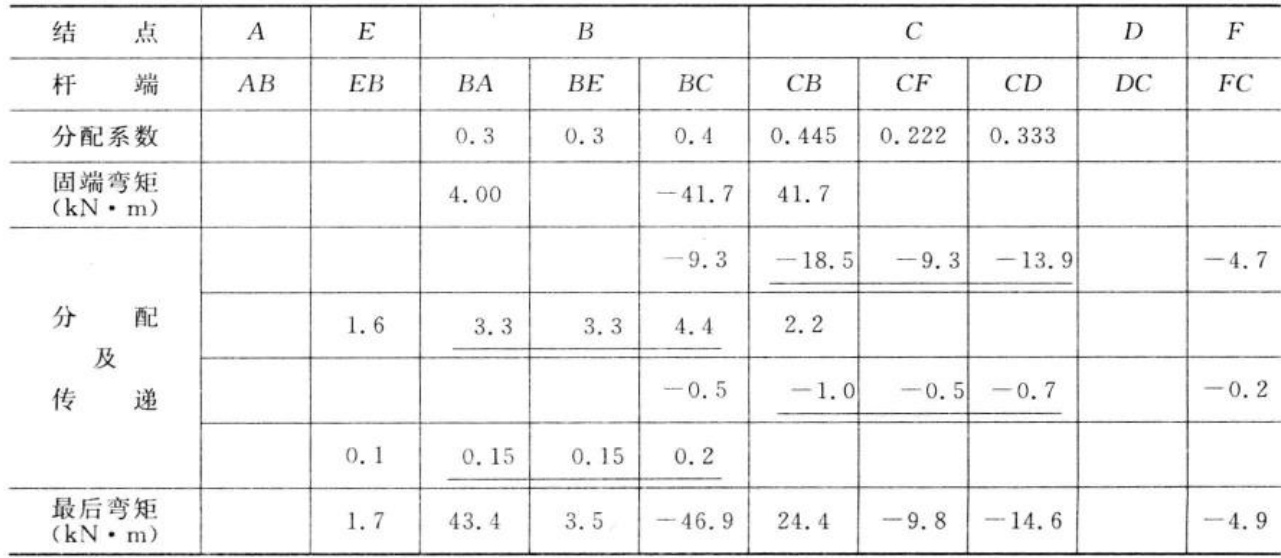 结 点 A E B C D F
杆 端 AB EB BA BE BC CB CF CD DC FC
分配系数 0.3 0.3 0.4 0.445 0.222 0.333
固端弯矩
(kN·m) 4.00 -41.7 41.7
-9.3 -18.5 -9.3 -13.9 -4.7
分 配 1.6 3.3 3.3 4.4 2.2
及
传 递 -0.5 -1.0 -0.5 -0.7 -0.2
0.1 0.15 0.15 0.2
最后弯矩
(kN·m) 1.7 43.4 3.5 -46.9 24.4 -9.8 -14.6 -4.9